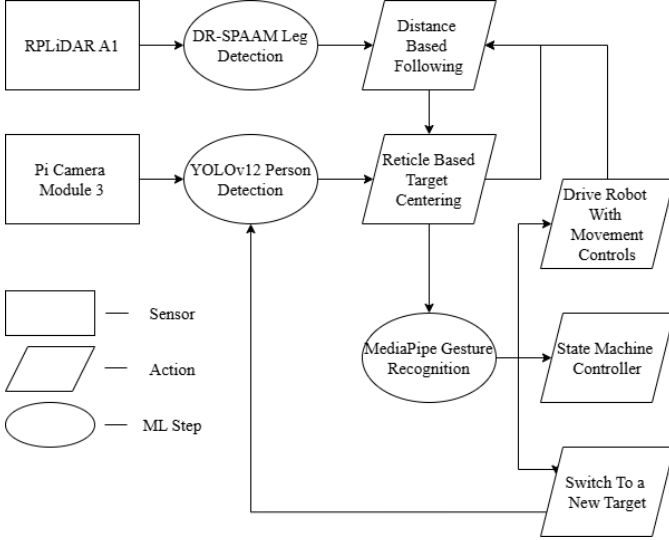 RPLiDAR A1
DR-SPAAM Leg
Detection
Distance
Based
Following
Pi Camera
Module 3
YOLOv12 Person
Detection
Reticle Based
Target
Centering
Drive Robot
With
Movement
Controls
Sensor
Action
ML Step
MediaPipe Gesture
Recognition
State Machine
Controller
Switch To a
New Target